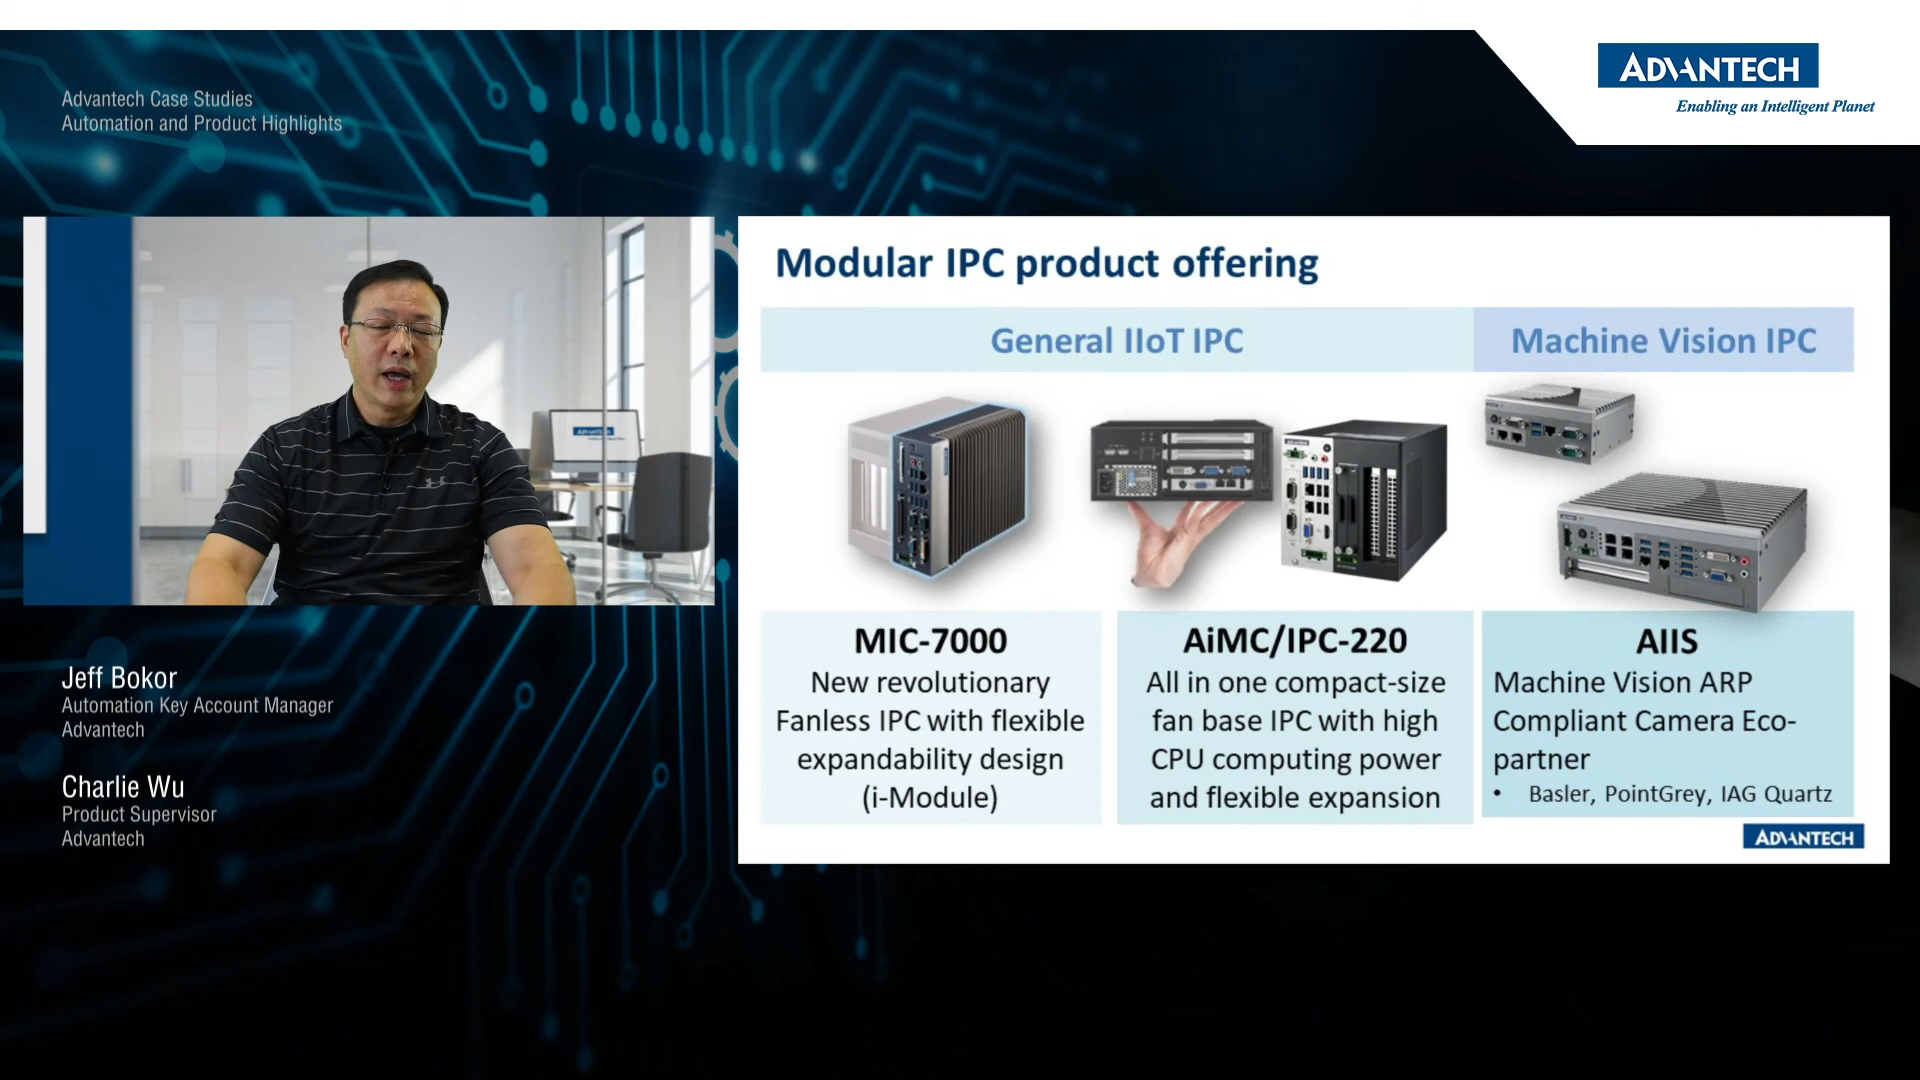 ADVANTECH
Enabling an Intelligent Planet
Advantech Case Studies
Automation and Product Highlights
Jeff Bokor
Automation Key Account Manager
Advantech
Charlie Wu
Product Supervisor
Advantech
Modular IPC product offering
General IIoT IPC
Machine Vision IPC
MIC-7000
New revolutionary
Fanless IPC with flexible
expandability design
(i-Module)
AiMC/IPC-220
All in one compact-size
fan base IPC with high
CPU computing power
and flexible expansion
AIIS
Machine Vision ARP
Compliant Camera Eco-
partner
• Basler, PointGrey, IAG Quartz
ADVANTECH